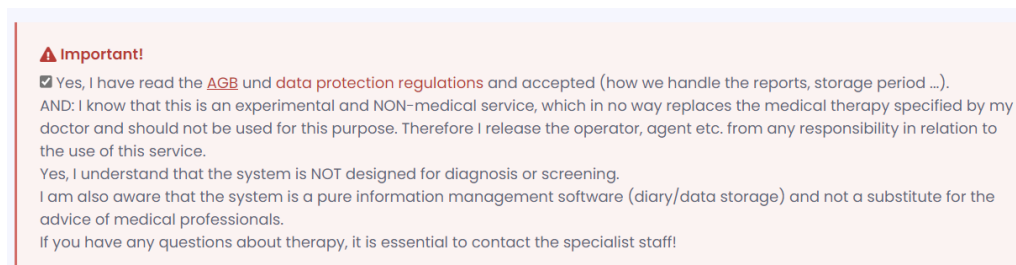 Important!
Yes, I have read the AGB und data protection regulations and accepted (how we handle the reports, storage period ...).
AND: I know that this is an experimental and NON-medical service, which in no way replaces the medical therapy specified by my
doctor and should not be used for this purpose. Therefore I release the operator, agent etc. from any responsibility in relation to
the use of this service.
Yes, I understand that the system is NOT designed for diagnosis or screening.
I am also aware that the system is a pure information management software (diary/data storage) and not a substitute for the
advice of medical professionals.
If you have any questions about therapy, it is essential to contact the specialist staff!